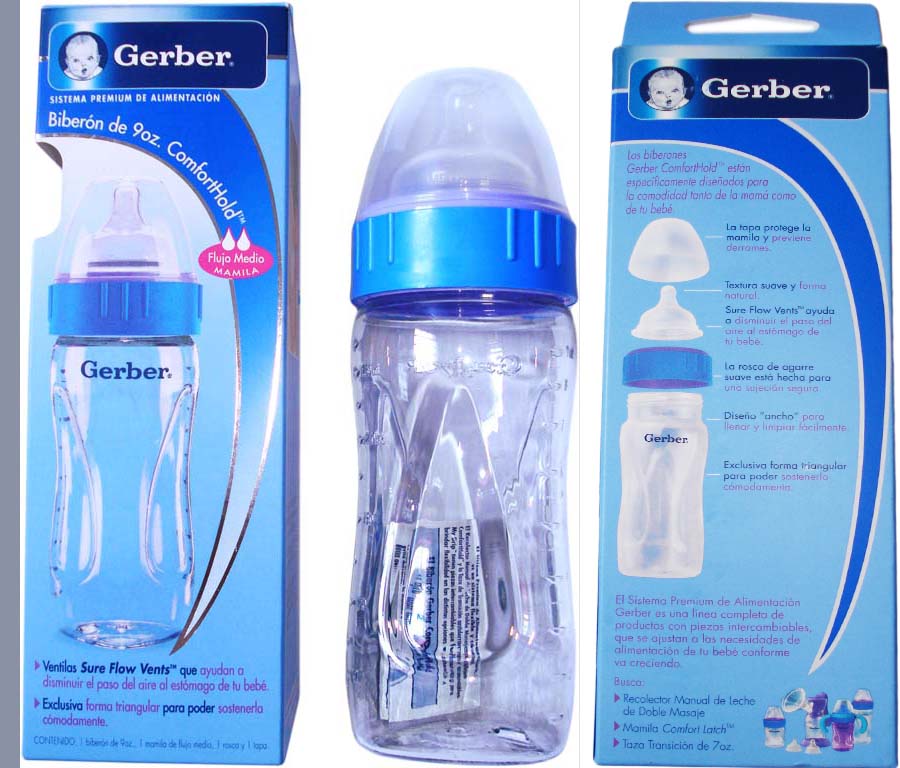 Gerber®
SISTEMA PREMIUM DE ALIMENTACIÓN
Biberón de 9oz. ComfortHold™
Flujo Medio
MAMILA
Gerber®
Ventilas Sure Flow Vents™ que ayudan a
disminuir el paso del aire al estómago de tu bebé.
Exclusiva forma triangular para poder sostenerla
cómodamente.
CONTENIDO: 1 biberón de 9oz., 1 mamila de flujo medio, 1 rosca y 1 tapa.
El Biberón Gerber
Gerber®
Los biberones
Gerber ComfortHold™ están
específicamente diseñados para
la comodidad tanto de la mamá como
de tu bebé.
La tapa protege la
mamila y previene
derrames.
Textura suave y forma
natural.
Sure Flow Vents™ ayuda
a disminuir el paso del
aire al estómago de
tu bebé.
La rosca de agarre
suave está hecha para
una sujeción segura.
Diseño "ancho" para
llenar y limpiar fácilmente.
Gerber
Exclusiva forma triangular
para poder sostenerla
cómodamente.
El Sistema Premium de Alimentación
Gerber es una línea completa de
productos con piezas intercambiables,
que se ajustan a las necesidades de
alimentación de tu bebé conforme
va creciendo.
Busca:
Recolector Manual de Leche
de Doble Masaje
Mamila Comfort Latch™
Taza Transición de 7oz.